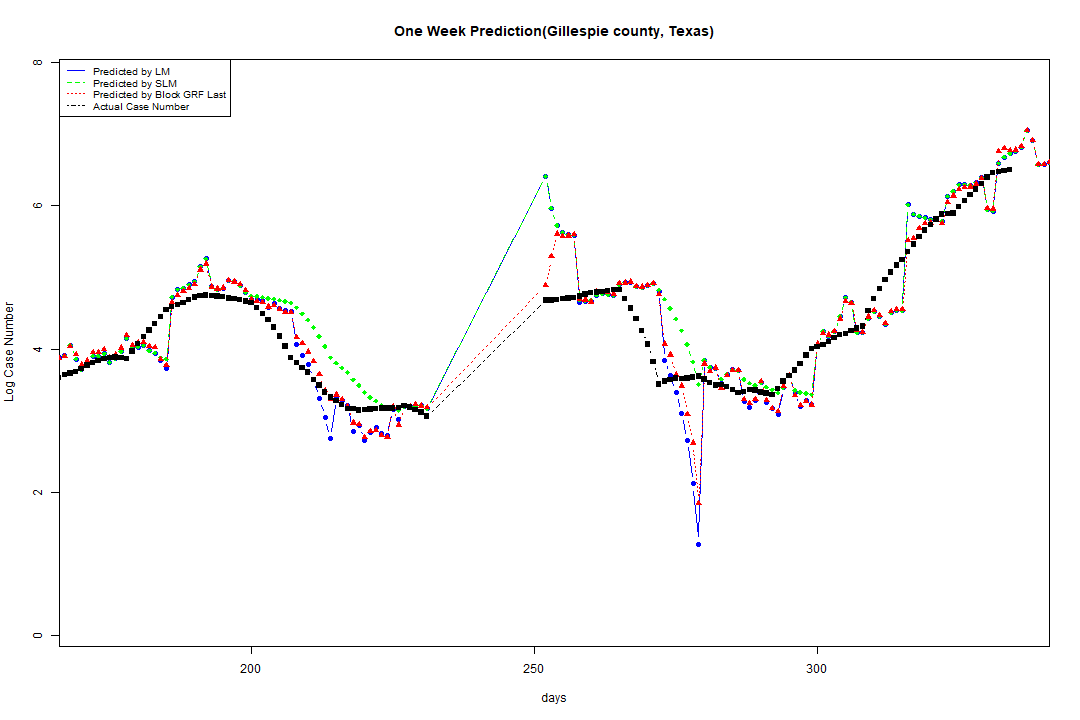 One Week Prediction(Gillespie county, Texas)
Predicted by LM
Predicted by SLM
Predicted by Block GRF Last
Actual Case Number
8
6
4
2
0
Log Case Number
200
250
300
days